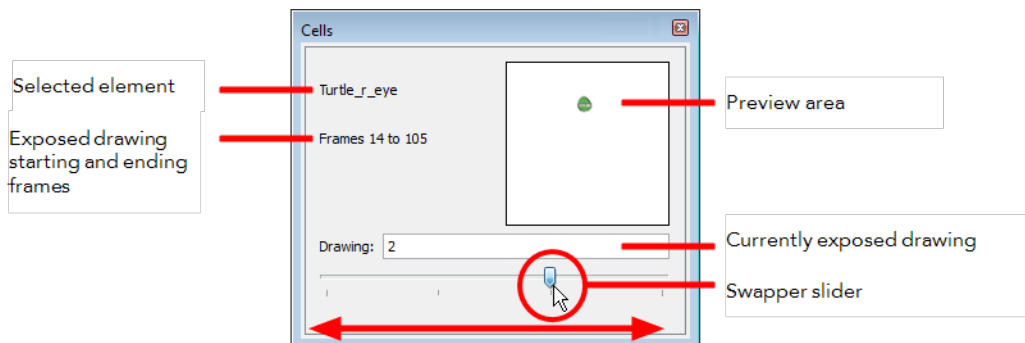 Cells
Selected element
Turtle_r_eye
Preview area
Exposed drawing
starting and ending
frames
Frames 14 to 105
Drawing: 2
Currently exposed drawing
Swapper slider